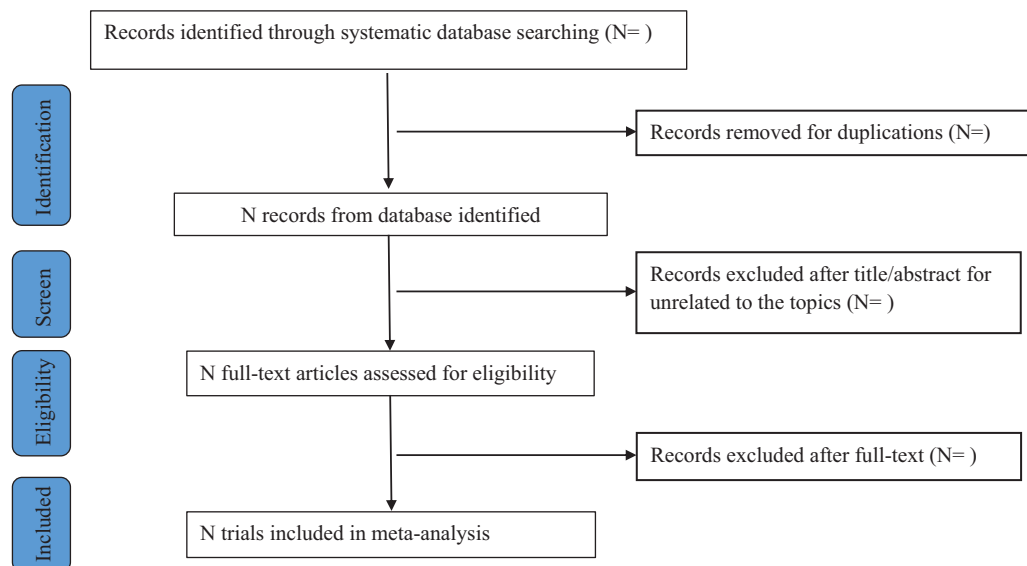 Records identified through systematic database searching (N= )
Identification
Records removed for duplications (N=)
N records from database identified
Screen
Records excluded after title/abstract for
unrelated to the topics (N= )
Eligibility
N full-text articles assessed for eligibility
Records excluded after full-text (N= )
Included
N trials included in meta-analysis